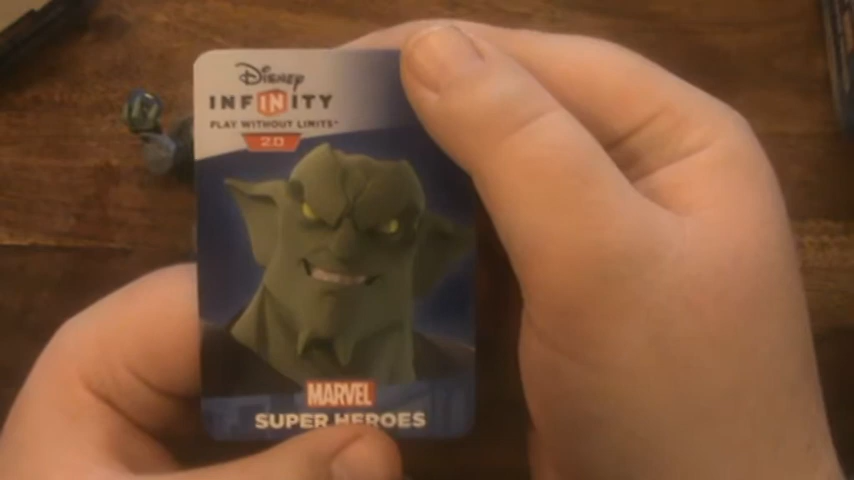 Disney
INFINITY
PLAY WITHOUT LIMITS
2.0
MARVEL
SUPER HEROES